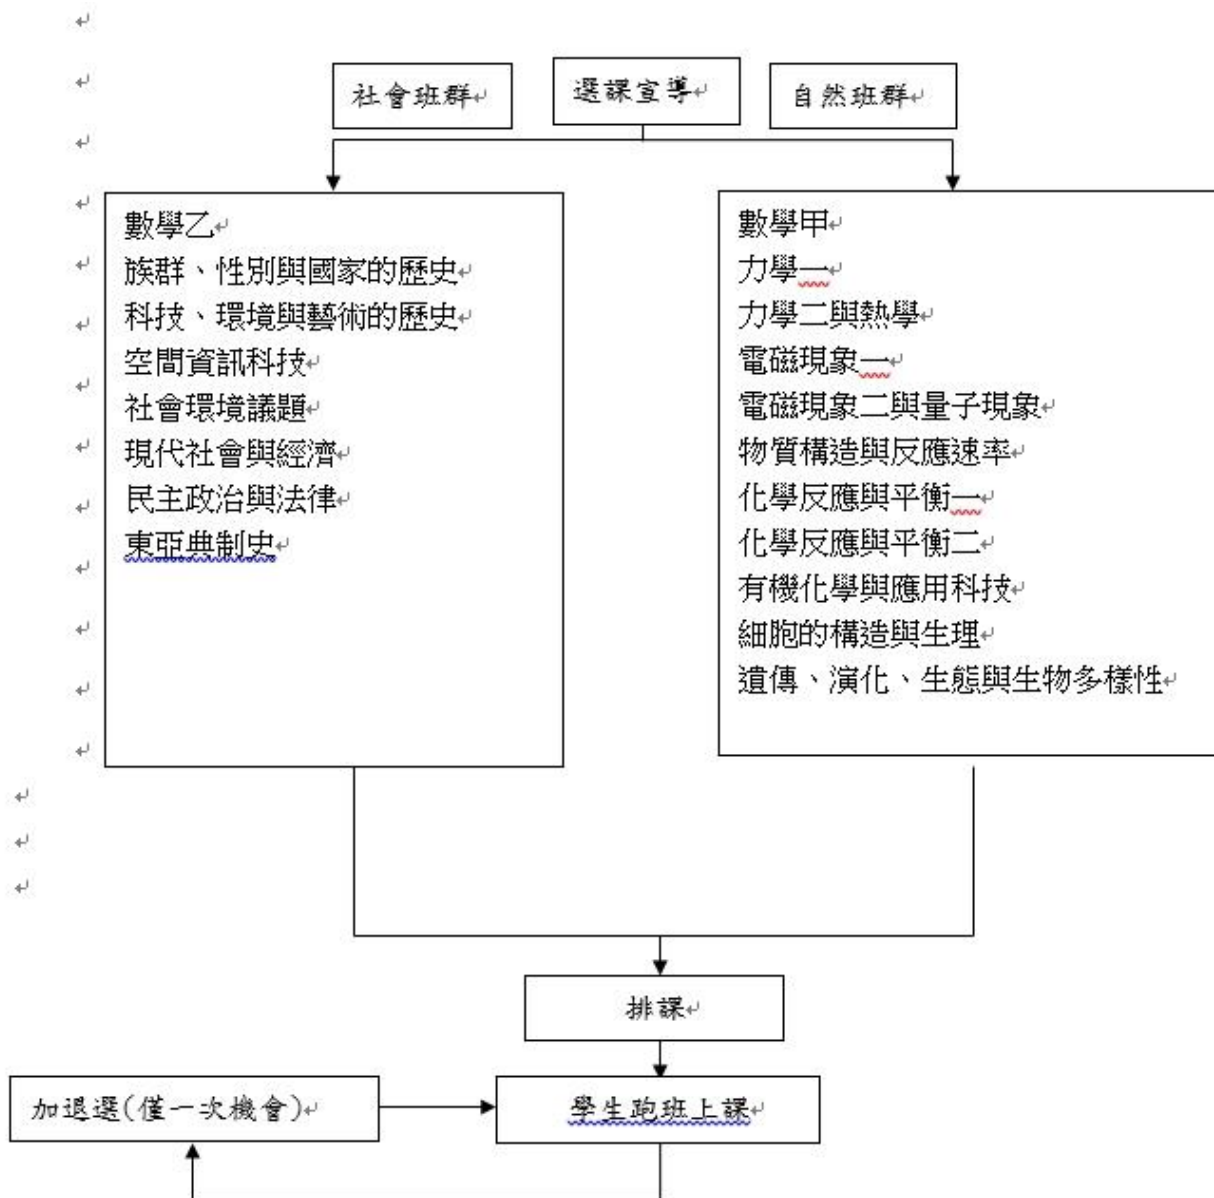 社會班群
選課宣導
自然班群
數學乙
族群、性別與國家的歷史
科技、環境與藝術的歷史
空間資訊科技
社會環境議題
現代社會與經濟
民主政治與法律
東亞典制史
數學甲
力學一
力學二與熱學
電磁現象一
電磁現象二與量子現象
物質構造與反應速率
化學反應與平衡一
化學反應與平衡二
有機化學與應用科技
細胞的構造與生理
遺傳、演化、生態與生物多樣性
排課
加退選(僅一次機會)
學生跑班上課